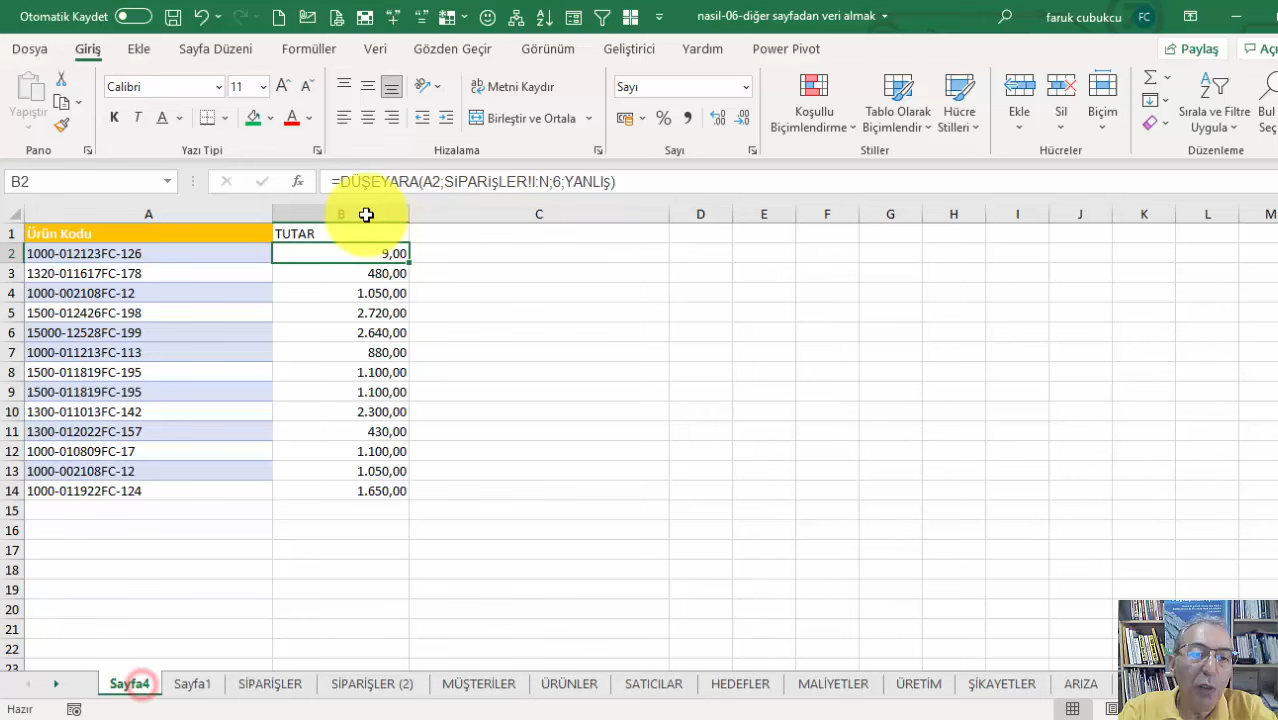 Otomatik Kaydet
nasil-06-diğer sayfadan veri almak
faruk cubukcu
FC
Dosya Giriş Ekle Sayfa Düzeni Formüller Veri Gözden Geçir Görünüm Geliştirici Yardım Power Pivot
Paylaş
Yapıştır
Calibri 11
K T A
Metni Kaydır
Birleştir ve Ortala
Sayı
Koşullu Biçimlendirme
Tablo Olarak Biçimlendir
Hücre Stilleri
Ekle
Sil
Biçim
Sırala ve Filtre Uygula
Pano Yazı Tipi Hizalama Sayı Stiller Hücreler
B2 fx =DÜŞEYARA(A2;SİPARİŞLER!I:N;6;YANLIŞ)
A B C D E F G H I J K L M
1 Ürün Kodu TUTAR
2 1000-012123FC-126 9,00
3 1320-011617FC-178 480,00
4 1000-002108FC-12 1.050,00
5 1500-012426FC-198 2.720,00
6 15000-12528FC-199 2.640,00
7 1000-011213FC-113 880,00
8 1500-011819FC-195 1.100,00
9 1500-011819FC-195 1.100,00
10 1300-011013FC-142 2.300,00
11 1300-012022FC-157 430,00
12 1000-010809FC-17 1.100,00
13 1000-002108FC-12 1.050,00
14 1000-011922FC-124 1.650,00
15
16
17
18
19
20
21
22
23
Sayfa4 Sayfa1 SİPARİŞLER SİPARİŞLER (2) MÜŞTERİLER ÜRÜNLER SATICILAR HEDEFLER MALİYETLER ÜRETİM ŞİKAYETLER ARIZA
Hazır